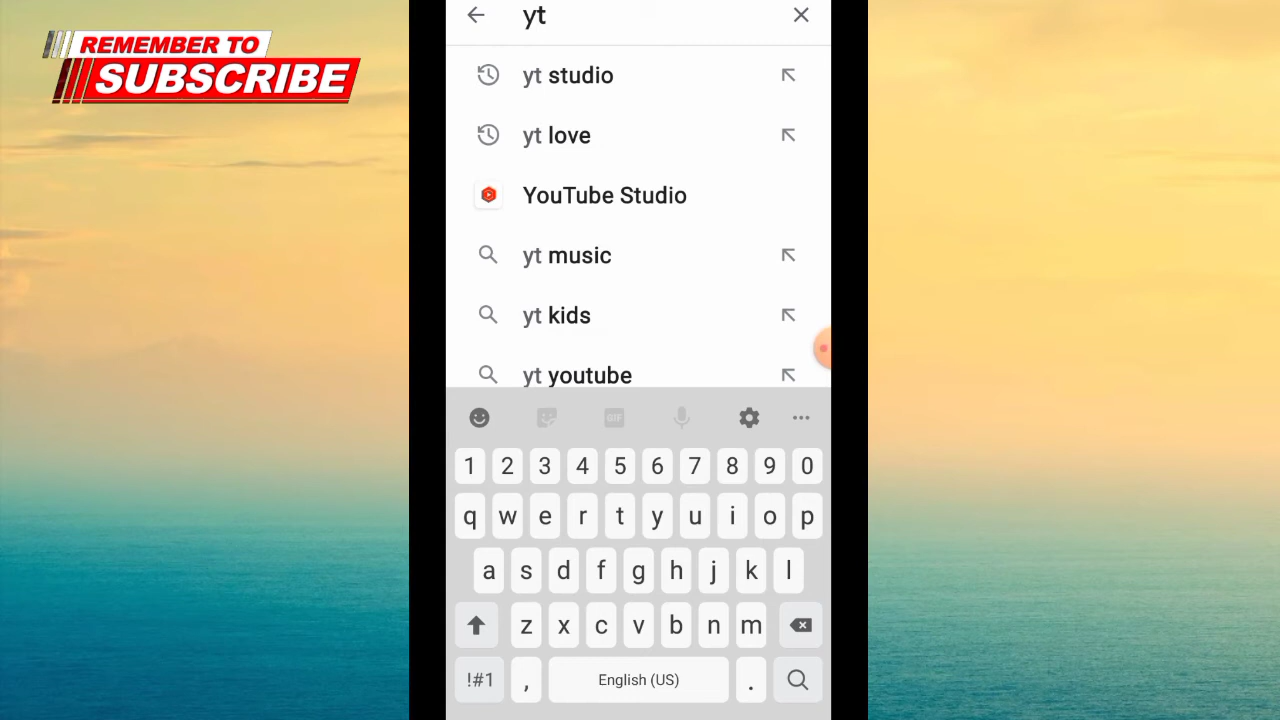 REMEMBER TO
SUBSCRIBE
yt
yt studio
yt love
YouTube Studio
yt music
yt kids
yt youtube
GIF
1 2 3 4 5 6 7 8 9 0
q w e r t y u i o p
a s d f g h j k l
z x c v b n m
!#1 , English (US) .